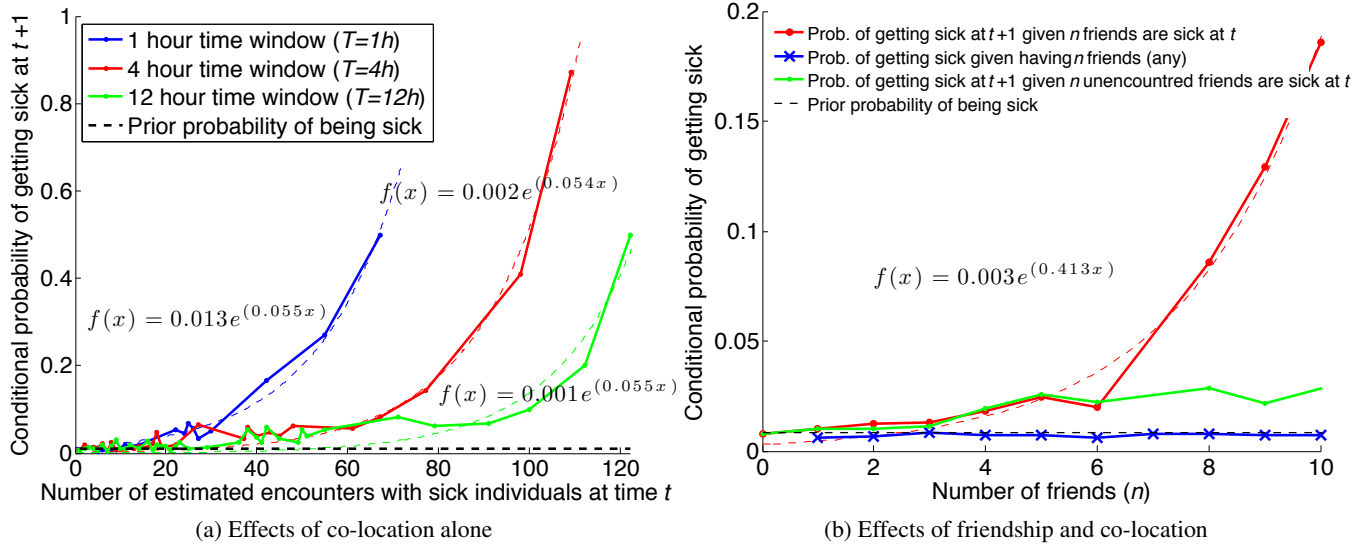 Conditional probability of getting sick at t +1
1
0.8
0.6
0.4
0.2
0
1 hour time window (T=1h)
4 hour time window (T=4h)
12 hour time window (T=12h)
Prior probability of being sick
f(x) = 0.002e^(0.054x)
f(x) = 0.013e^(0.055x)
f(x) = 0.001e^(0.055x)
0 20 40 60 80 100 120
Number of estimated encounters with sick individuals at time t
(a) Effects of co-location alone
Conditional probability of getting sick
0.2
0.15
0.1
0.05
0
Prob. of getting sick at t+1 given n friends are sick at t
Prob. of getting sick given having n friends (any)
Prob. of getting sick at t+1 given n unencountred friends are sick at t
Prior probability of being sick
f(x) = 0.003e^(0.413x)
0 2 4 6 8 10
Number of friends (n)
(b) Effects of friendship and co-location